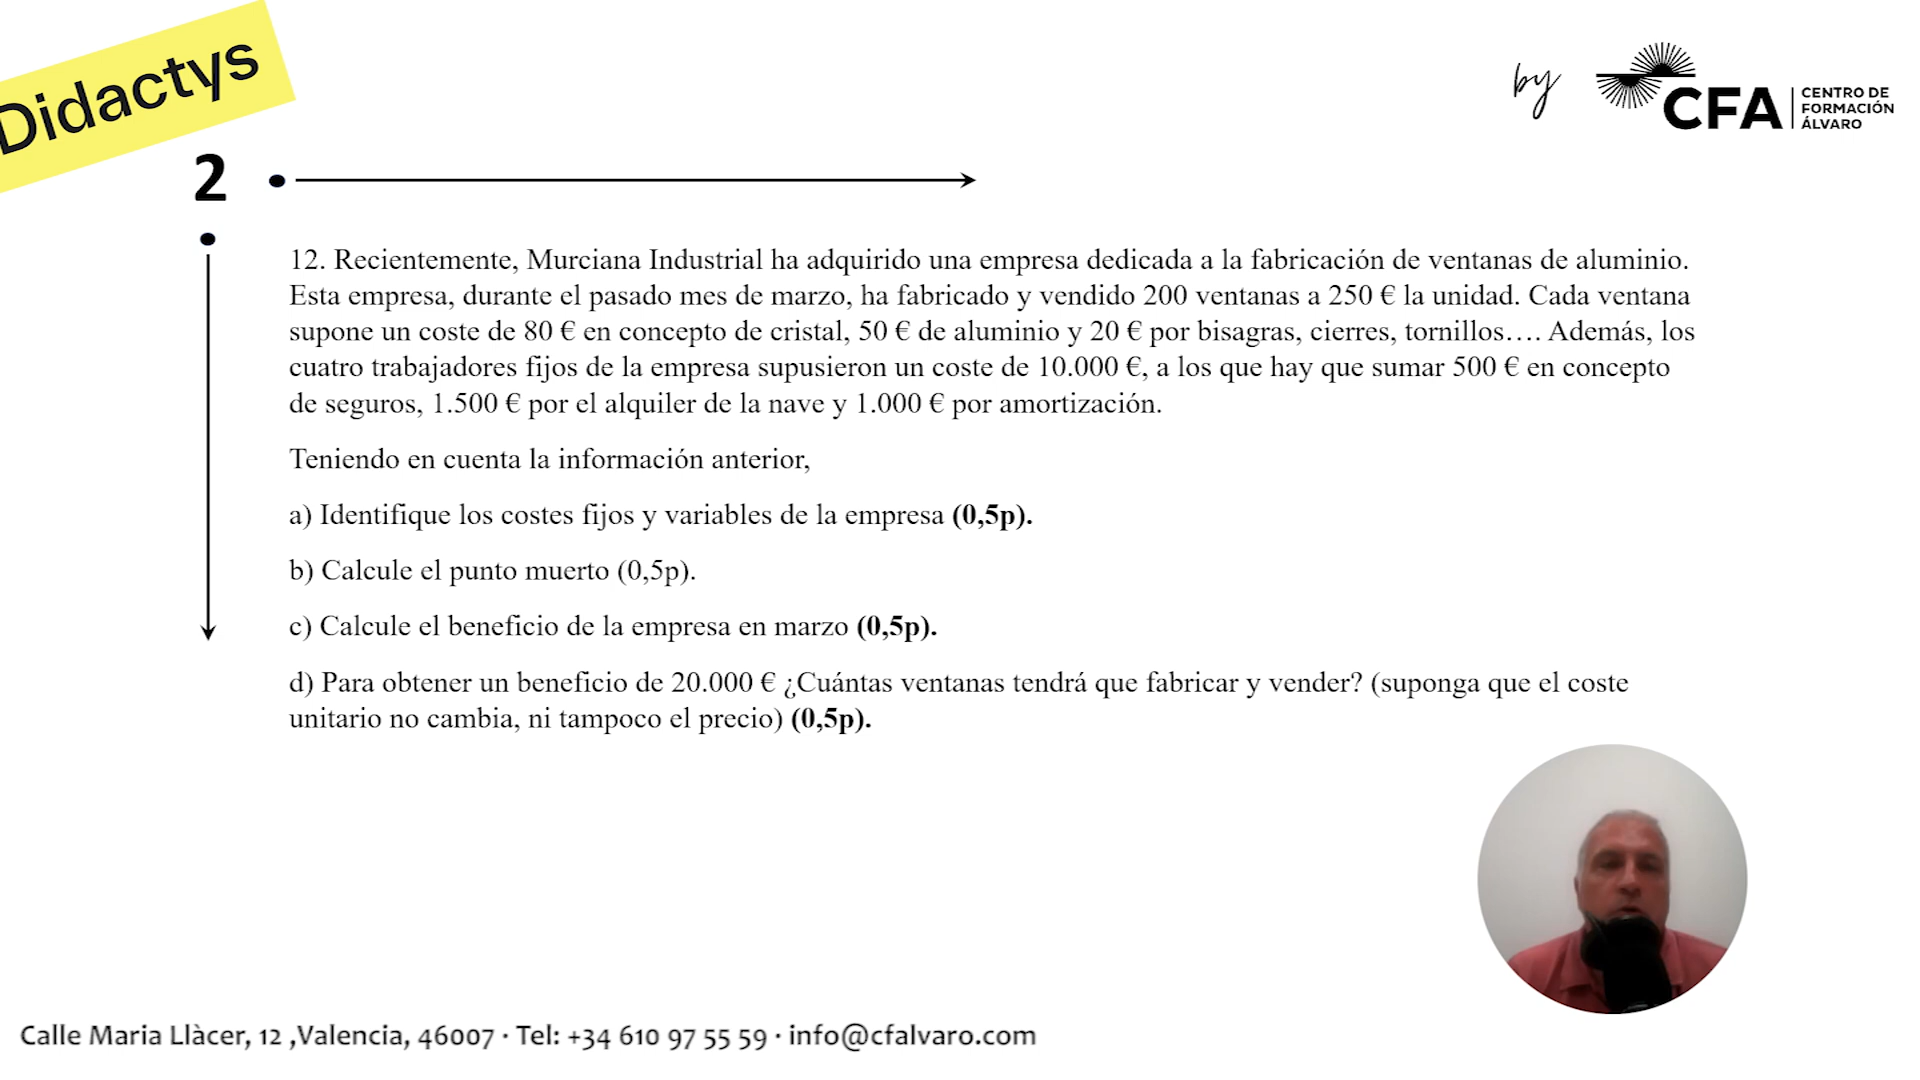 Didactys
by
CFA
CENTRO DE
FORMACIÓN
ÁLVARO
2
12. Recientemente, Murciana Industrial ha adquirido una empresa dedicada a la fabricación de ventanas de aluminio.
Esta empresa, durante el pasado mes de marzo, ha fabricado y vendido 200 ventanas a 250 € la unidad. Cada ventana
supone un coste de 80 € en concepto de cristal, 50 € de aluminio y 20 € por bisagras, cierres, tornillos…. Además, los
cuatro trabajadores fijos de la empresa supusieron un coste de 10.000 €, a los que hay que sumar 500 € en concepto
de seguros, 1.500 € por el alquiler de la nave y 1.000 € por amortización.
Teniendo en cuenta la información anterior,
a) Identifique los costes fijos y variables de la empresa (0,5p).
b) Calcule el punto muerto (0,5p).
c) Calcule el beneficio de la empresa en marzo (0,5p).
d) Para obtener un beneficio de 20.000 € ¿Cuántas ventanas tendrá que fabricar y vender? (suponga que el coste
unitario no cambia, ni tampoco el precio) (0,5p).
Calle Maria Llàcer, 12 ,Valencia, 46007 · Tel: +34 610 97 55 59 · info@cfalvaro.com